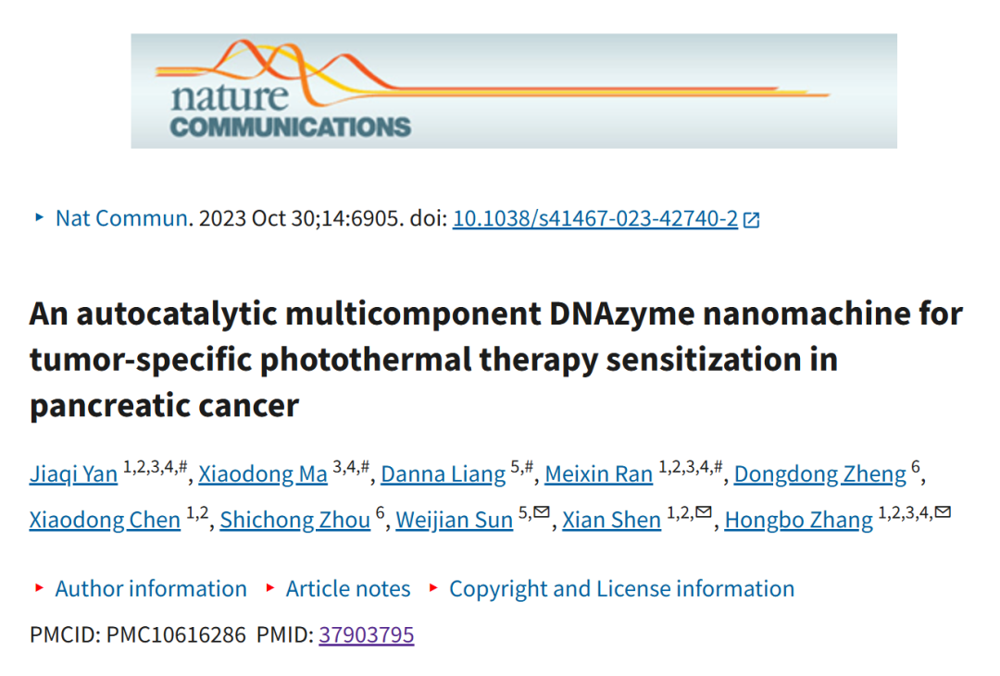 nature
COMMUNICATIONS
Nat Commun. 2023 Oct 30;14:6905. doi: 10.1038/s41467-023-42740-2
An autocatalytic multicomponent DNAzyme nanomachine for
tumor-specific photothermal therapy sensitization in
pancreatic cancer
Jiaqi Yan 1,2,3,4,#, Xiaodong Ma 3,4,#, Danna Liang 5,#, Meixin Ran 1,2,3,4,#, Dongdong Zheng 6,
Xiaodong Chen 1,2, Shichong Zhou 6, Weijian Sun 5,✉, Xian Shen 1,2,✉, Hongbo Zhang 1,2,3,4,✉
Author information Article notes Copyright and License information
PMCID: PMC10616286 PMID: 37903795